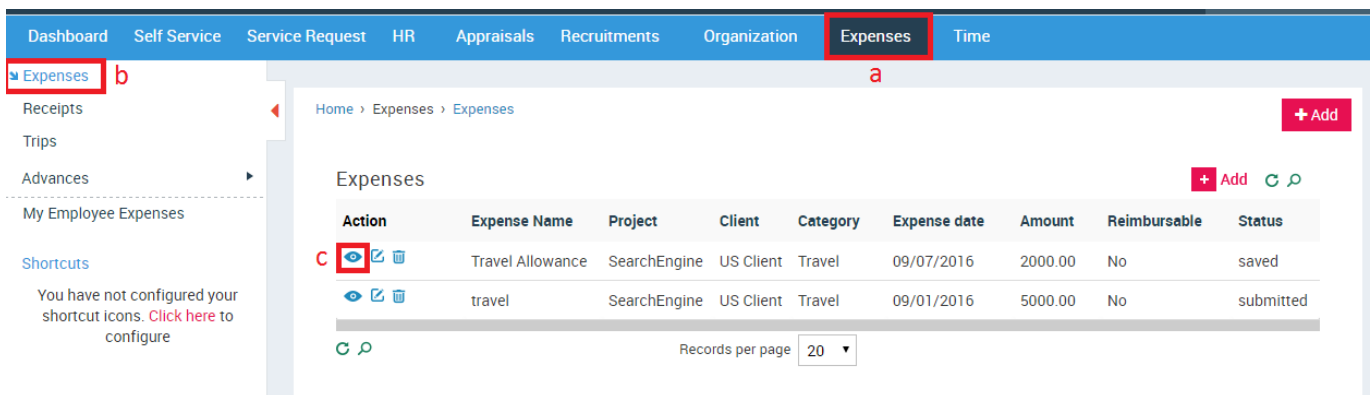 Dashboard Self Service Service Request HR Appraisals Recruitments Organization Expenses Time
a
Expenses b
Receipts
Trips
Advances
My Employee Expenses
Shortcuts
You have not configured your
shortcut icons. Click here to
configure
Home › Expenses › Expenses
+ Add
Expenses
+ Add
Action Expense Name Project Client Category Expense date Amount Reimbursable Status
c Travel Allowance SearchEngine US Client Travel 09/07/2016 2000.00 No saved
travel SearchEngine US Client Travel 09/01/2016 5000.00 No submitted
Records per page 20